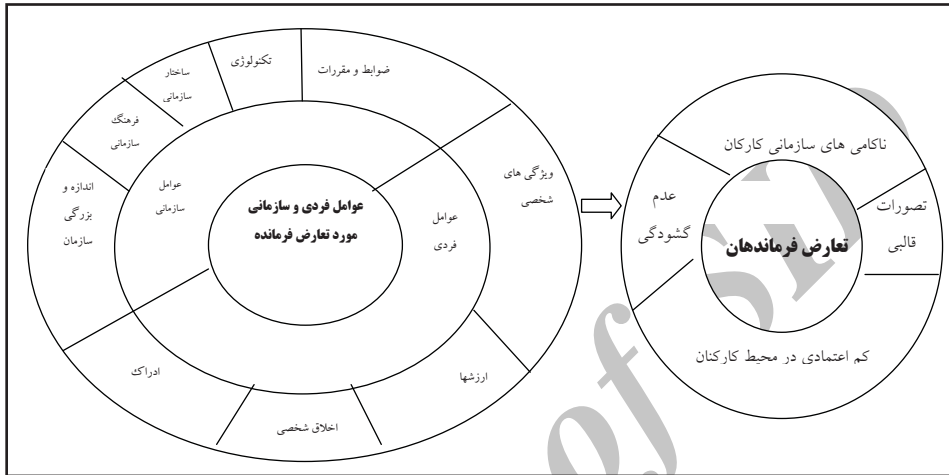 ضوابط و مقررات
تکنولوژی
ساختار
سازمانی
فرهنگ
سازمانی
اندازه و
بزرگی
سازمان
عوامل
سازمانی
عوامل فردی و سازمانی
مورد تعارض فرمانده
عوامل
فردی
ویژگی های
شخصی
ارزشها
اخلاق شخصی
ادراک
ناکامی های سازمانی کارکان
تصورات
قالبی
عدم
گشودگی
تعارض فرماندهان
کم اعتمادی در محیط کارکنان
of SID